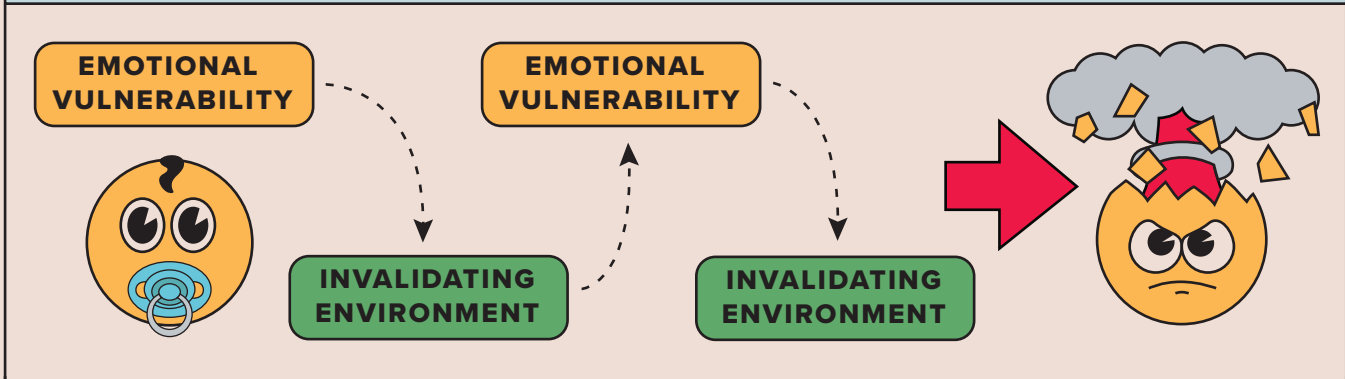 EMOTIONAL
VULNERABILITY
INVALIDATING
ENVIRONMENT
EMOTIONAL
VULNERABILITY
INVALIDATING
ENVIRONMENT